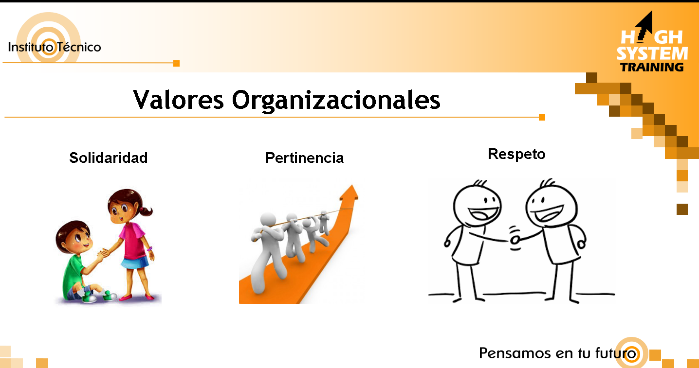 Instituto Técnico
HIGH
SYSTEM
TRAINING
Valores Organizacionales
Solidaridad
Pertinencia
Respeto
Pensamos en tu futuro